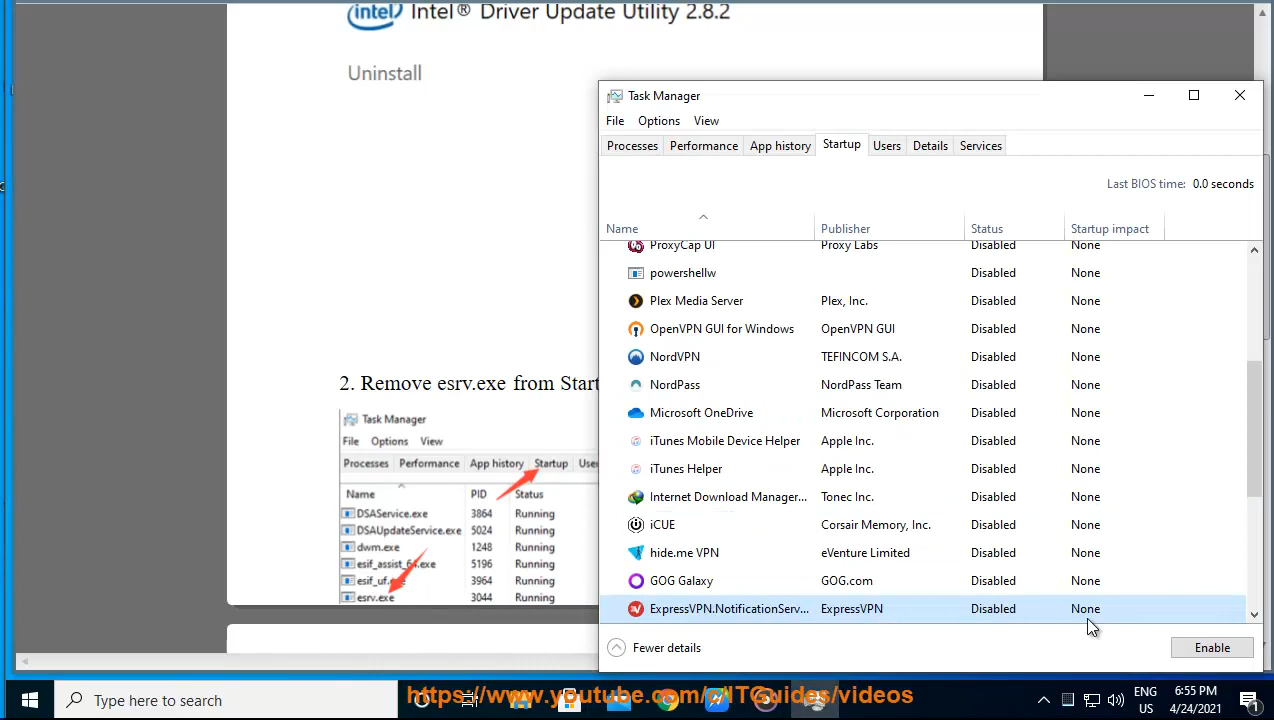 intel Intel® Driver Update Utility 2.8.2
Uninstall
2. Remove esrv.exe from Start
Task Manager
File Options View
Processes Performance App history Startup Use
Name PID Status
DSAService.exe 3864 Running
DSAUpdateService.exe 5024 Running
dwm.exe 1248 Running
esif_assist_64.exe 5196 Running
esif_uf. 3964 Running
esrv.exe 3044 Running
Task Manager
File Options View
Processes Performance App history Startup Users Details Services
Last BIOS time: 0.0 seconds
Name Publisher Status Startup impact
ProxyCap UI Proxy Labs Disabled None
powershellw Disabled None
Plex Media Server Plex, Inc. Disabled None
OpenVPN GUI for Windows OpenVPN GUI Disabled None
NordVPN TEFINCOM S.A. Disabled None
NordPass NordPass Team Disabled None
Microsoft OneDrive Microsoft Corporation Disabled None
iTunes Mobile Device Helper Apple Inc. Disabled None
iTunes Helper Apple Inc. Disabled None
Internet Download Manager... Tonec Inc. Disabled None
iCUE Corsair Memory, Inc. Disabled None
hide.me VPN eVenture Limited Disabled None
GOG Galaxy GOG.com Disabled None
ExpressVPN.NotificationServ... ExpressVPN Disabled None
Fewer details Enable
Type here to search
https://www.youtube.com/c/ITGuides/videos
ENG
US
6:55 PM
4/24/2021
1